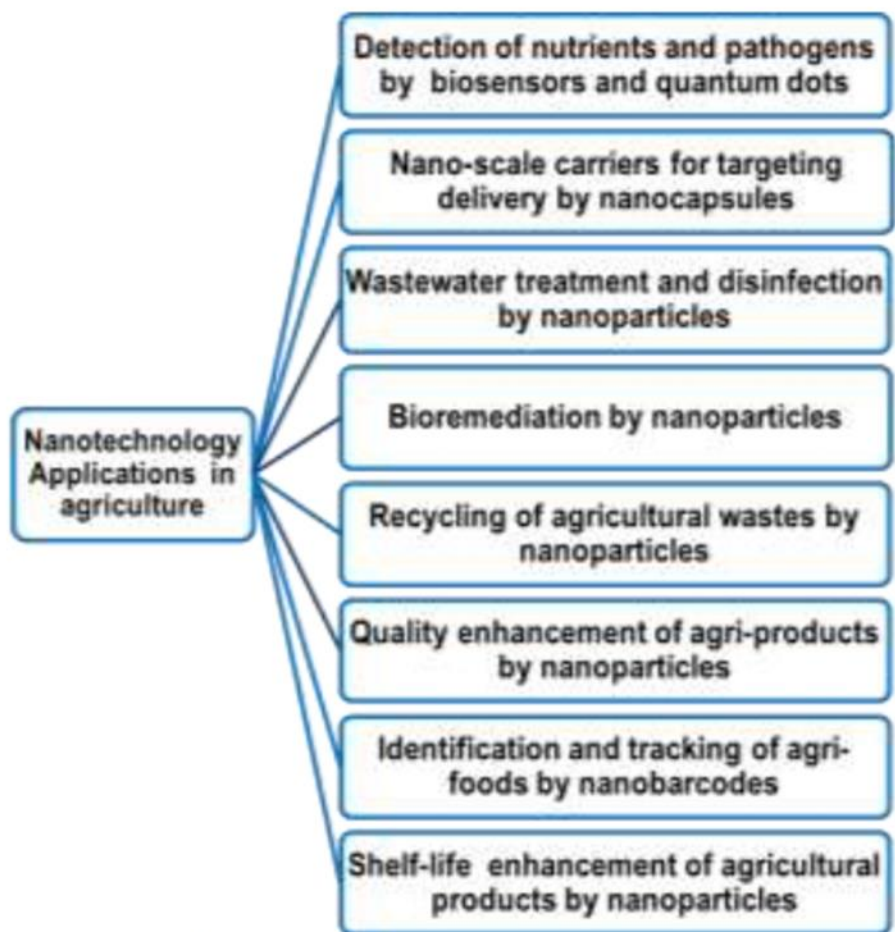 Detection of nutrients and pathogens
by biosensors and quantum dots
Nano-scale carriers for targeting
delivery by nanocapsules
Wastewater treatment and disinfection
by nanoparticles
Bioremediation by nanoparticles
Nanotechnology
Applications in
agriculture
Recycling of agricultural wastes by
nanoparticles
Quality enhancement of agri-products
by nanoparticles
Identification and tracking of agri-
foods by nanobarcodes
Shelf-life enhancement of agricultural
products by nanoparticles